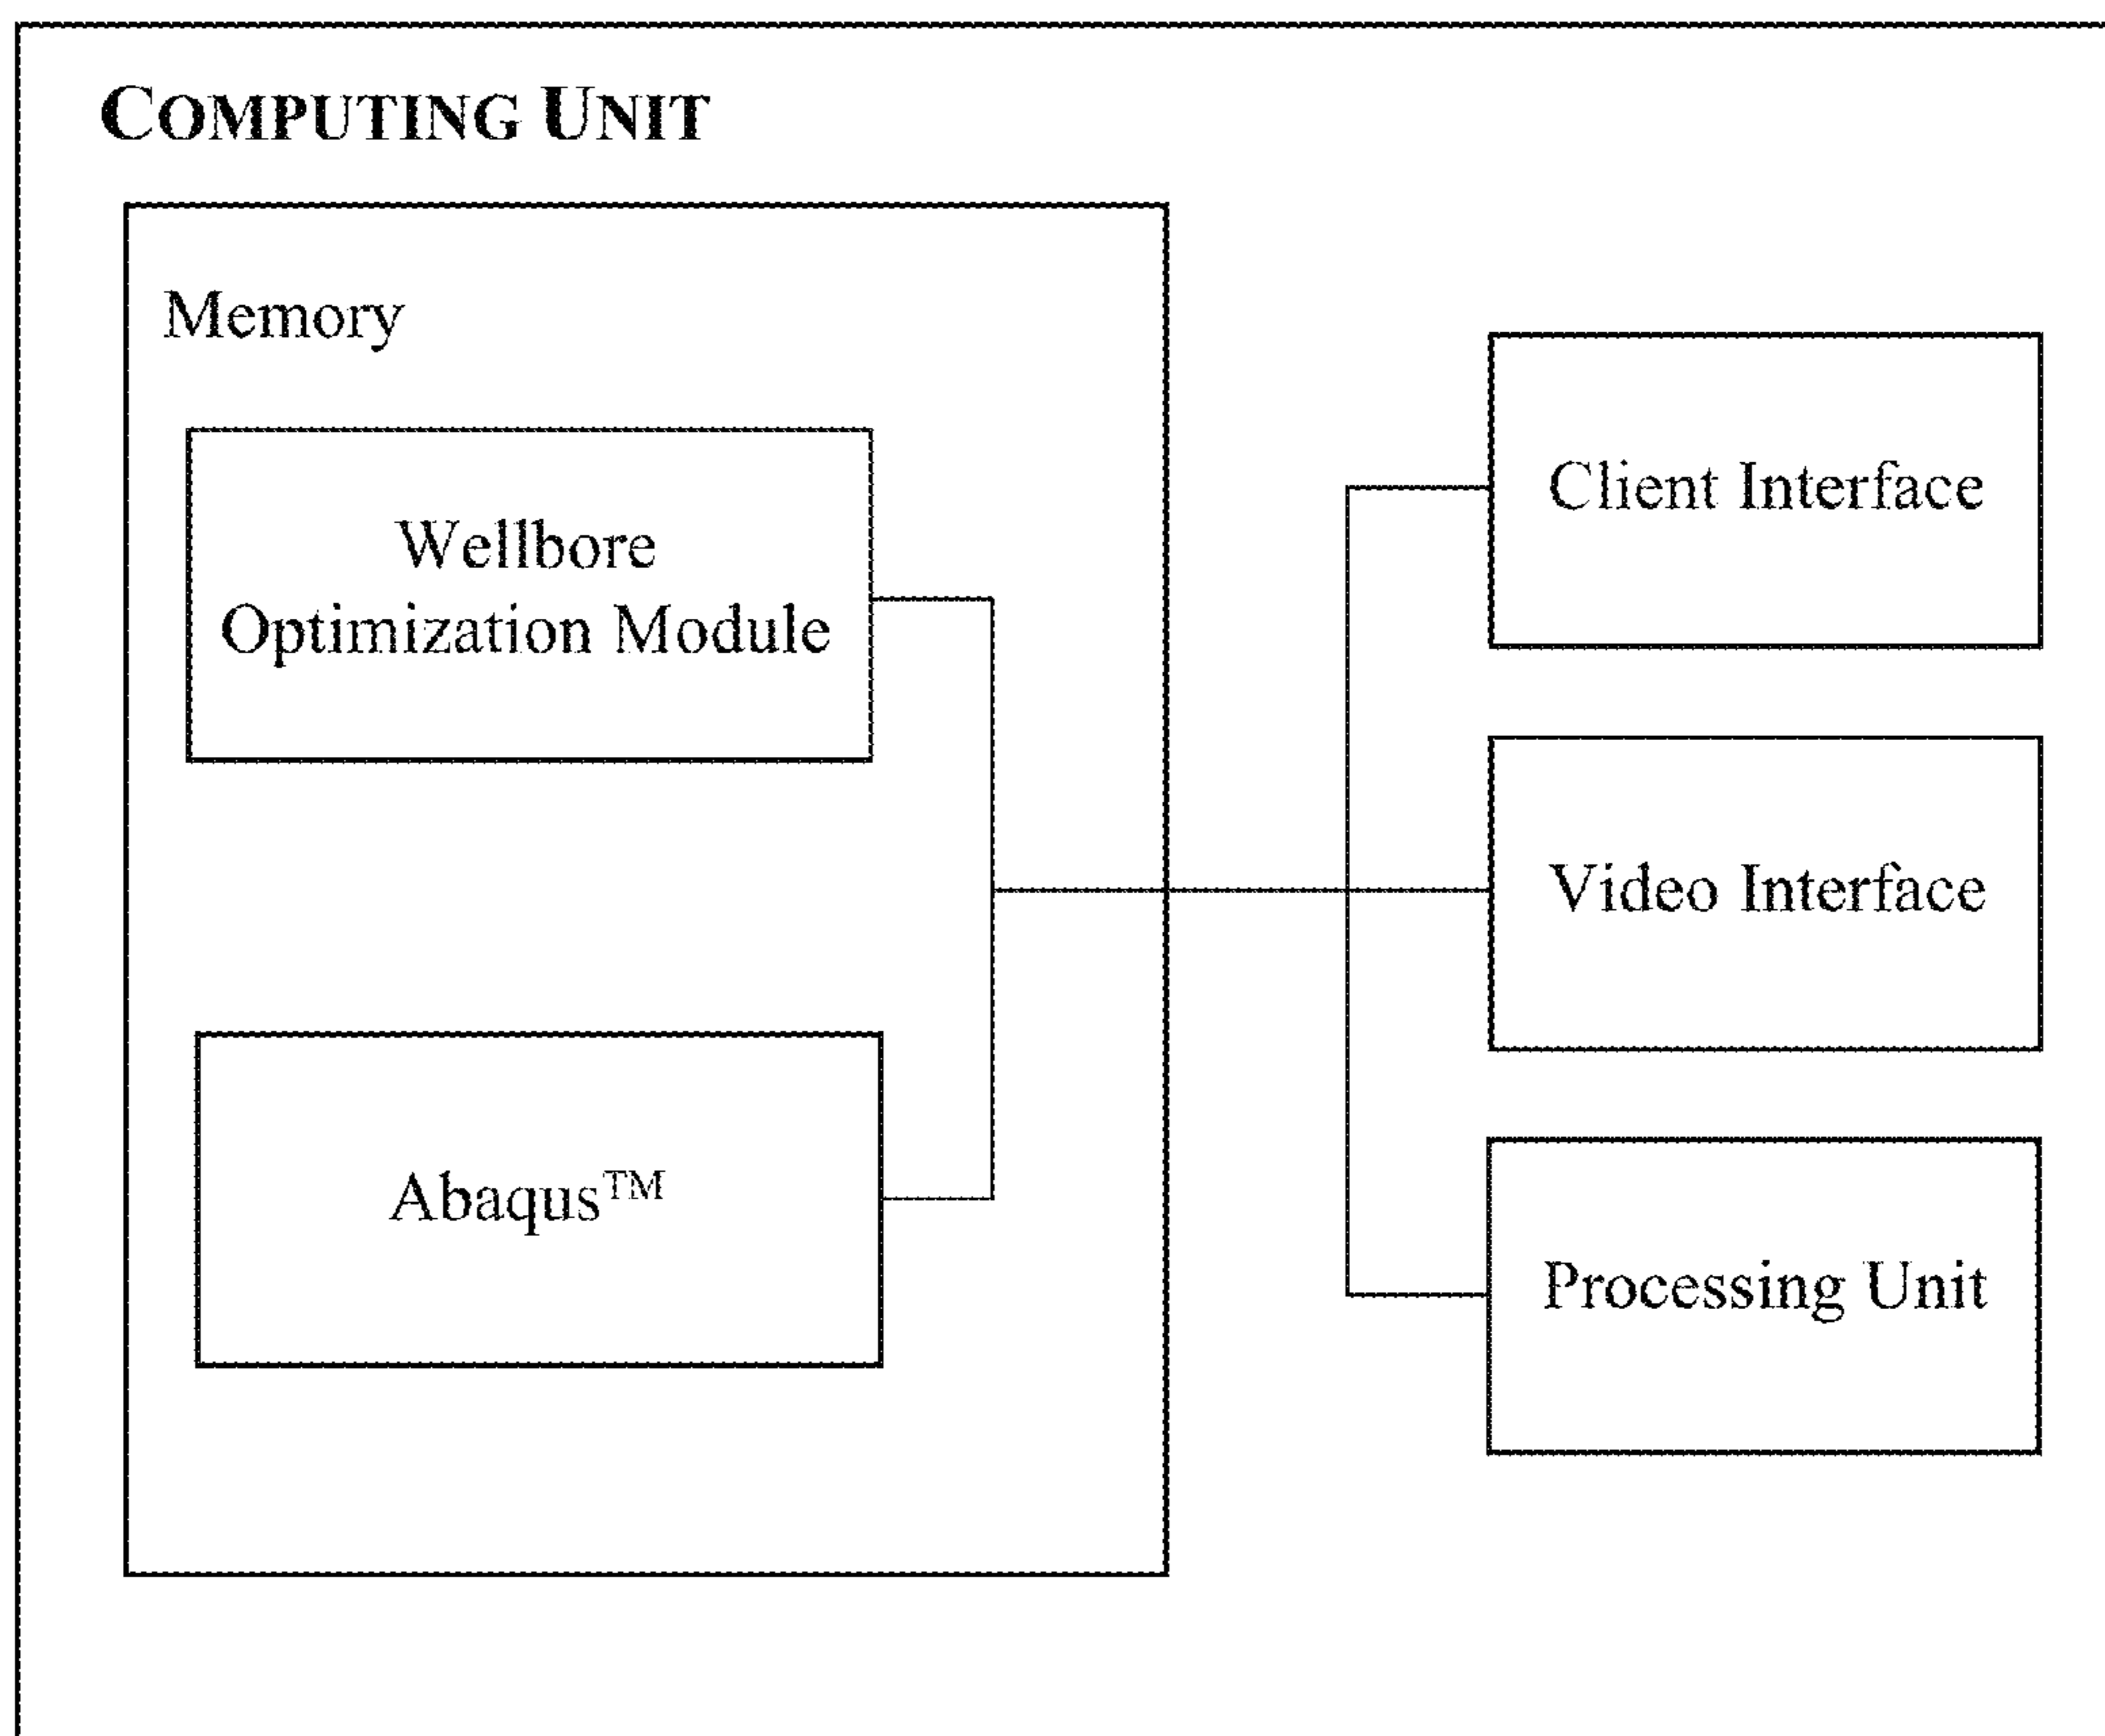 COMPUTING UNIT
Memory
Wellbore
Optimization Module
Abaqus™
Client Interface
Video Interface
Processing Unit